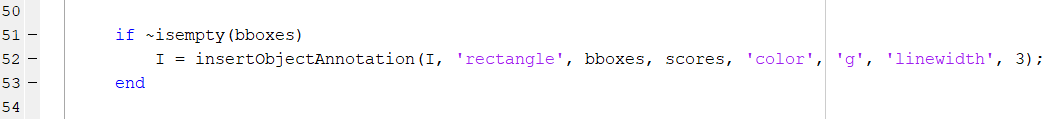 50
51 – if ~isempty(bboxes)
52 – I = insertObjectAnnotation(I, 'rectangle', bboxes, scores, 'color', 'g', 'linewidth', 3);
53 – end
54